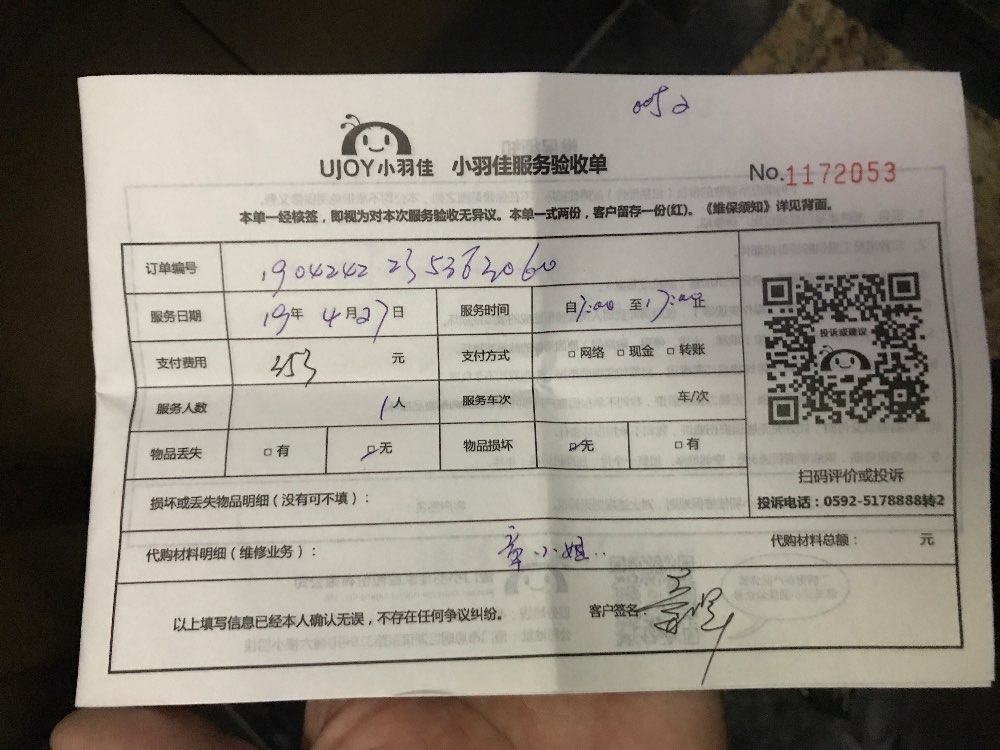 0052
UJOY小羽佳 小羽佳服务验收单
No.1172053
本单一经核签，即视为对本次服务验收无异议。本单一式两份，客户留存一份(红)。《维保须知》详见背面。
订单编号 1904242235363060
服务日期 19年 4月27日 服务时间 自7:00 至17:00止
支付费用 353 元 支付方式 □网络 □现金 □转账
服务人数 1人 服务车次 车/次
物品丢失 □有 □无 物品损坏 □无 □有
投诉或建议
扫码评价或投诉
投诉电话：0592-5178888转2
损坏或丢失物品明细（没有可不填）：
代购材料明细（维修业务）： 章小姐 代购材料总额： 元
以上填写信息已经本人确认无误，不存在任何争议纠纷。 客户签名